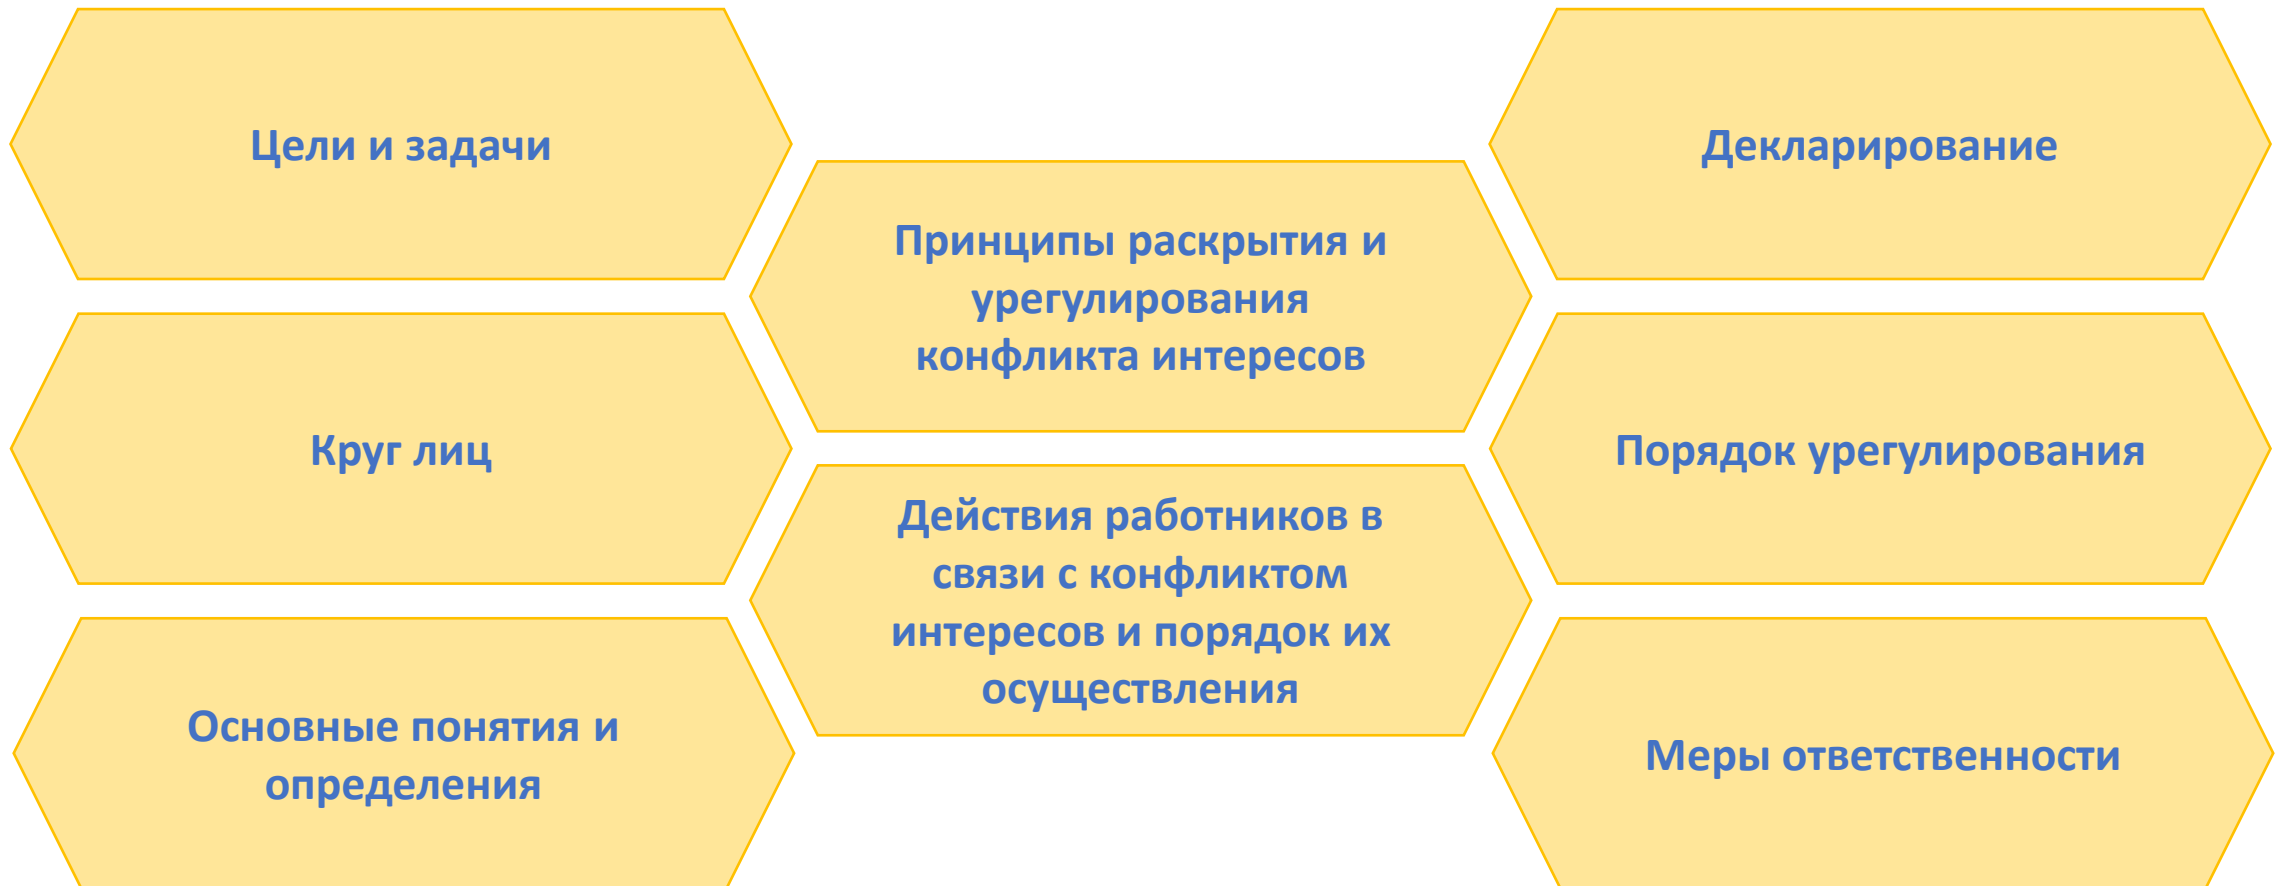 Цели и задачи
Круг лиц
Основные понятия и
определения
Принципы раскрытия и
урегулирования
конфликта интересов
Действия работников в
связи с конфликтом
интересов и порядок их
осуществления
Декларирование
Порядок урегулирования
Меры ответственности